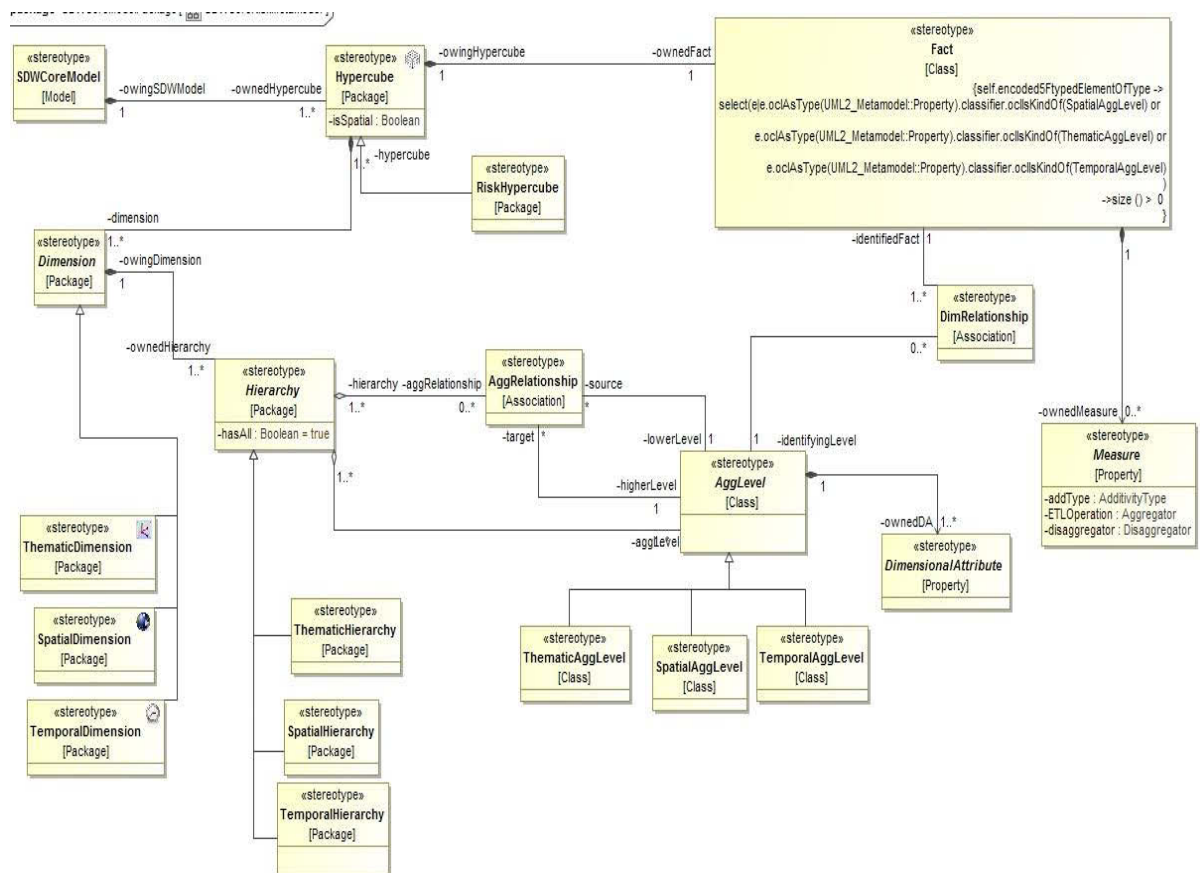 «stereotype»
SDWCoreModel
[Model]
-owingSDWModel
1
-ownedHypercube
1..*
«stereotype»
Hypercube
[Package]
-isSpatial : Boolean
-owingHypercube
1
-ownedFact
1
«stereotype»
Fact
[Class]
{self.encoded5FtypedElementOfType ->
select(e|e.oclAsType(UML2_Metamodel::Property).classifier.oclIsKindOf(SpatialAggLevel) or
e.oclAsType(UML2_Metamodel::Property).classifier.oclIsKindOf(ThematicAggLevel) or
e.oclAsType(UML2_Metamodel::Property).classifier.oclIsKindOf(TemporalAggLevel)
)
->size () > 0
}
1..*
-hypercube
«stereotype»
RiskHypercube
[Package]
-dimension
1..*
«stereotype»
Dimension
[Package]
-owingDimension
1
-identifiedFact
1
1
1..*
«stereotype»
DimRelationship
[Association]
0..*
-ownedHierarchy
1..*
«stereotype»
Hierarchy
[Package]
-hasAll : Boolean = true
-hierarchy
1..*
-aggRelationship
0..*
«stereotype»
AggRelationship
[Association]
-source
*
-target
*
-lowerLevel
1
1
-identifyingLevel
1
-higherLevel
1
«stereotype»
AggLevel
[Class]
1..*
-aggLevel
-ownedMeasure
0..*
«stereotype»
Measure
[Property]
-addType : AdditivityType
-ETLOperation : Aggregator
-disaggregator : Disaggregator
-ownedDA
1..*
«stereotype»
DimensionalAttribute
[Property]
«stereotype»
ThematicDimension
[Package]
«stereotype»
SpatialDimension
[Package]
«stereotype»
TemporalDimension
[Package]
«stereotype»
ThematicHierarchy
[Package]
«stereotype»
SpatialHierarchy
[Package]
«stereotype»
TemporalHierarchy
[Package]
«stereotype»
ThematicAggLevel
[Class]
«stereotype»
SpatialAggLevel
[Class]
«stereotype»
TemporalAggLevel
[Class]